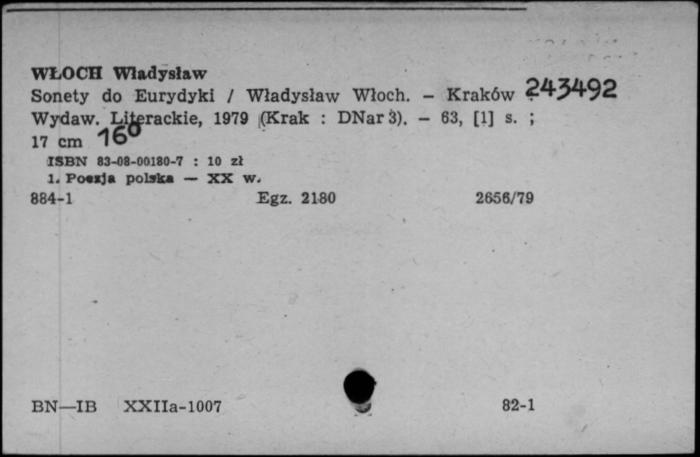 WŁOCH Władysław
Sonety do Eurydyki / Władysław Włoch. — Kraków : 243492
Wydaw. Literackie, 1979 (Krak : DNar 3). — 63, [1] s. ;
17 cm 16°
ISBN 83-08-00180-7 : 10 zł
1. Poezja polska — XX w.
884-1 Egz. 2180 2656/79
BN—IB XXIIa-1007 82-1